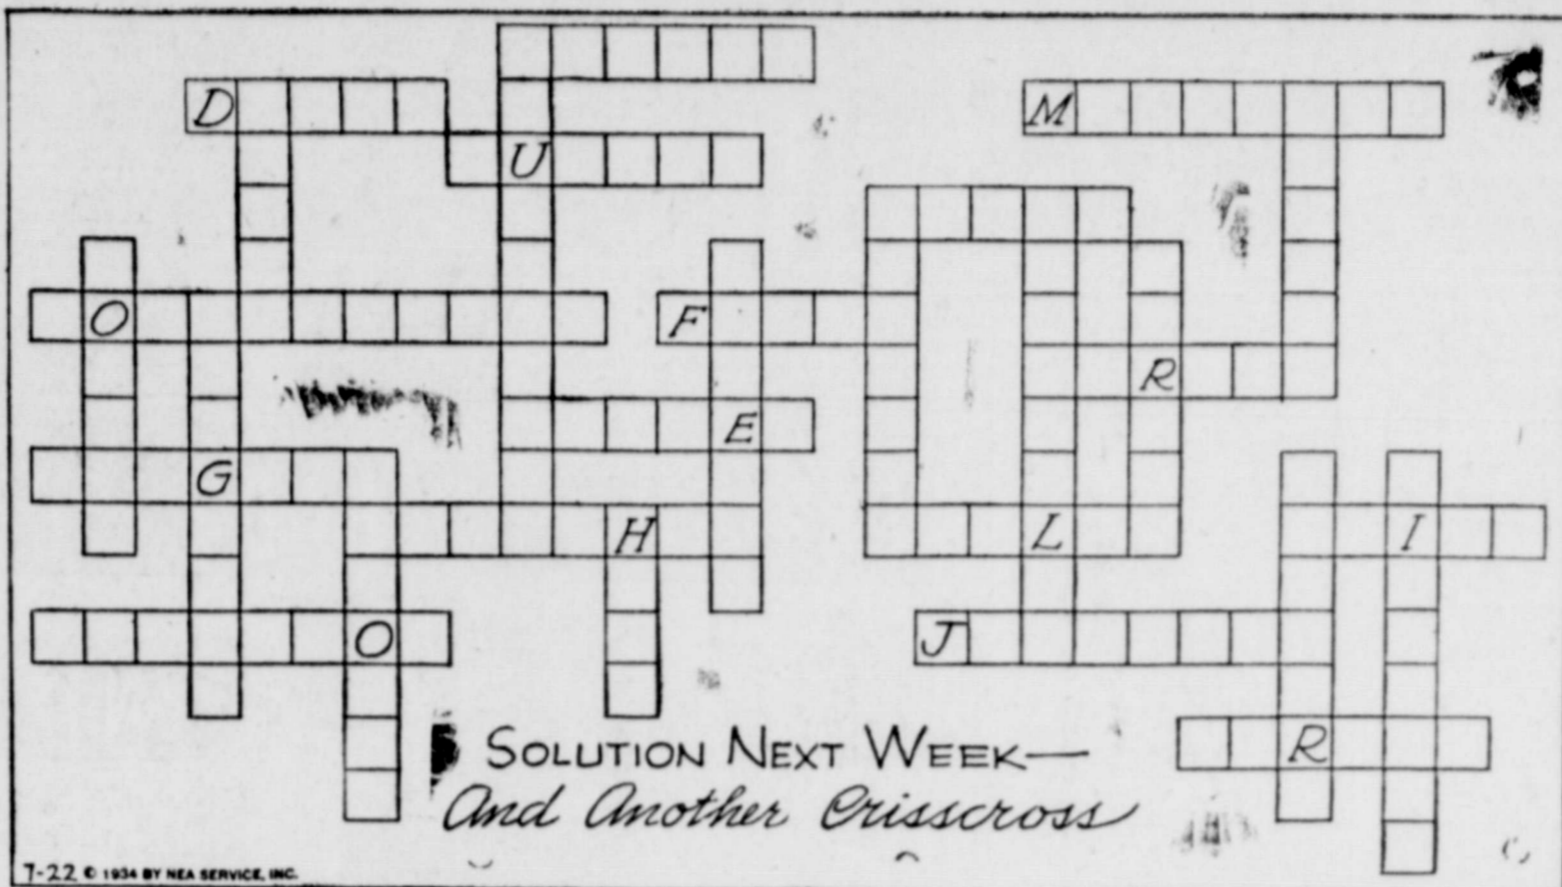 D M
U
O F
R
E
G
H L I
O J
SOLUTION NEXT WEEK—
R
And Another Crisscross
7-22 © 1934 BY NEA SERVICE, INC.